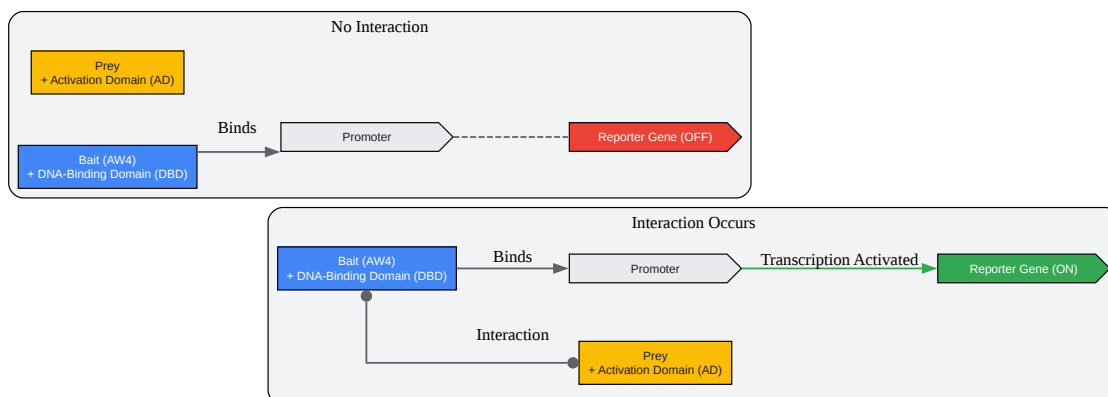 No Interaction
Prey
+ Activation Domain (AD)
Binds
Promoter
Reporter Gene (OFF)
Bait (AW4)
+ DNA-Binding Domain (DBD)
Interaction Occurs
Bait (AW4)
+ DNA-Binding Domain (DBD)
Binds
Promoter
Transcription Activated
Reporter Gene (ON)
Interaction
Prey
+ Activation Domain (AD)